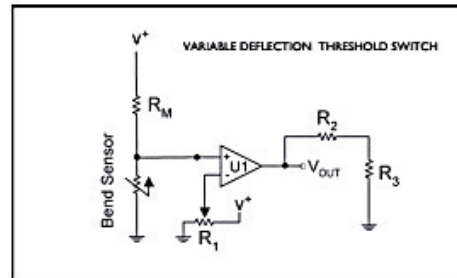 V+
VARIABLE DEFLECTION THRESHOLD SWITCH
RM
R2
+
U1
-
VOUT
Bend Sensor
V+
R3
R1